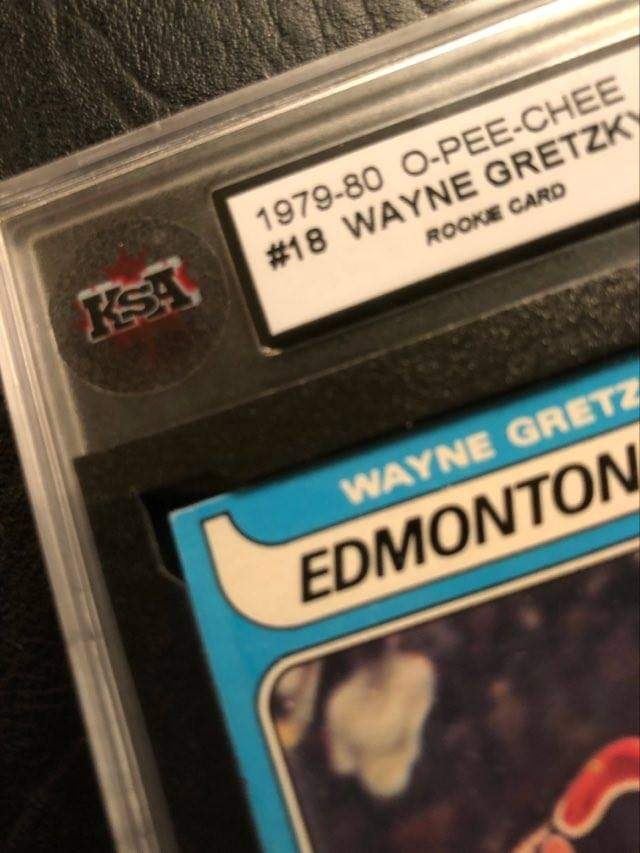 1979-80 O-PEE-CHEE
#18 WAYNE GRETZKY
ROOKIE CARD
KSA
WAYNE GRETZ
EDMONTON